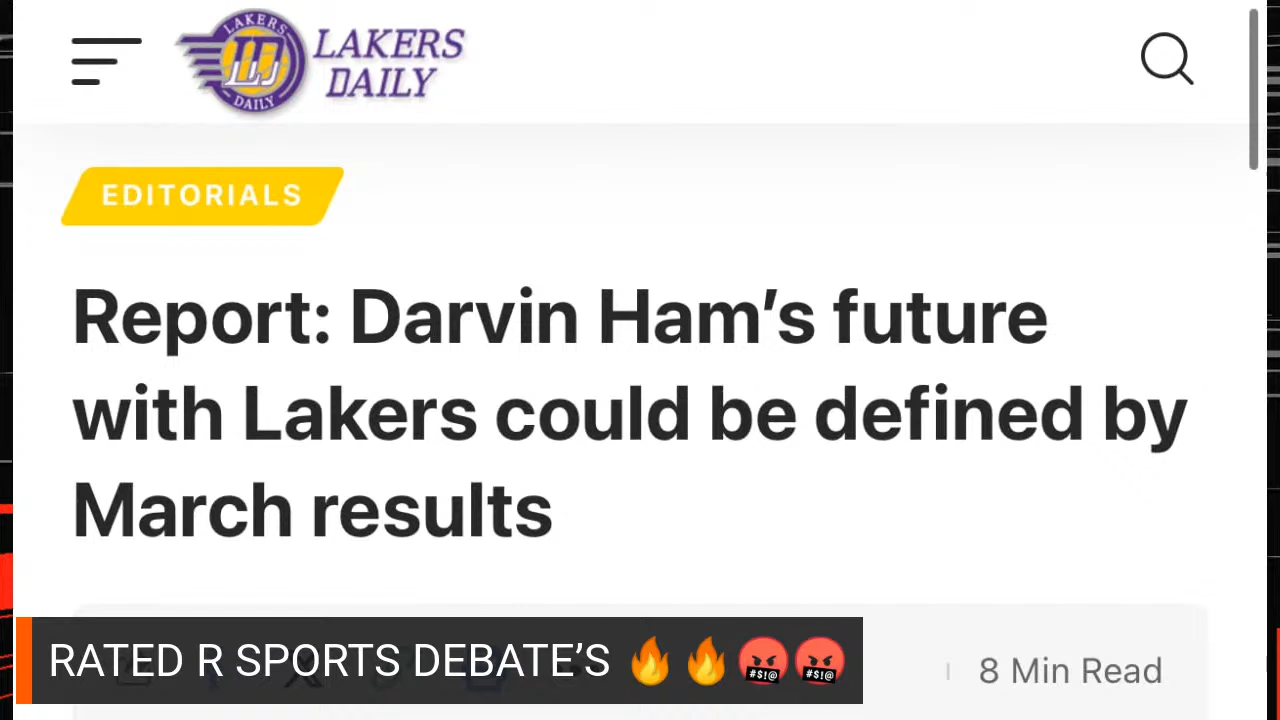 LAKERS
DAILY
LD
LAKERS
DAILY
EDITORIALS
Report: Darvin Ham’s future
with Lakers could be defined by
March results
RATED R SPORTS DEBATE’S 🔥🔥🤬🤬
8 Min Read